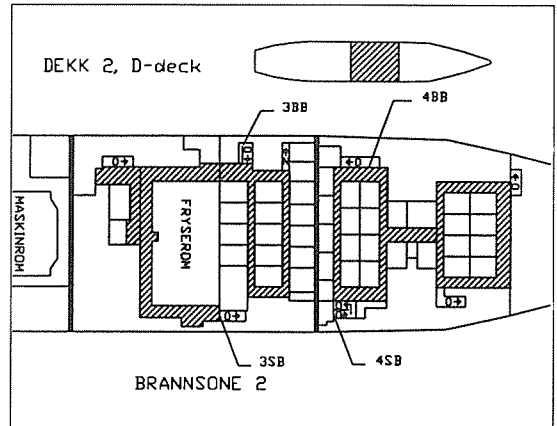 DEKK 2, D-deck
3BB
4BB
MASKINROM
FRYSEROM
3SB
4SB
BRANNSONE 2